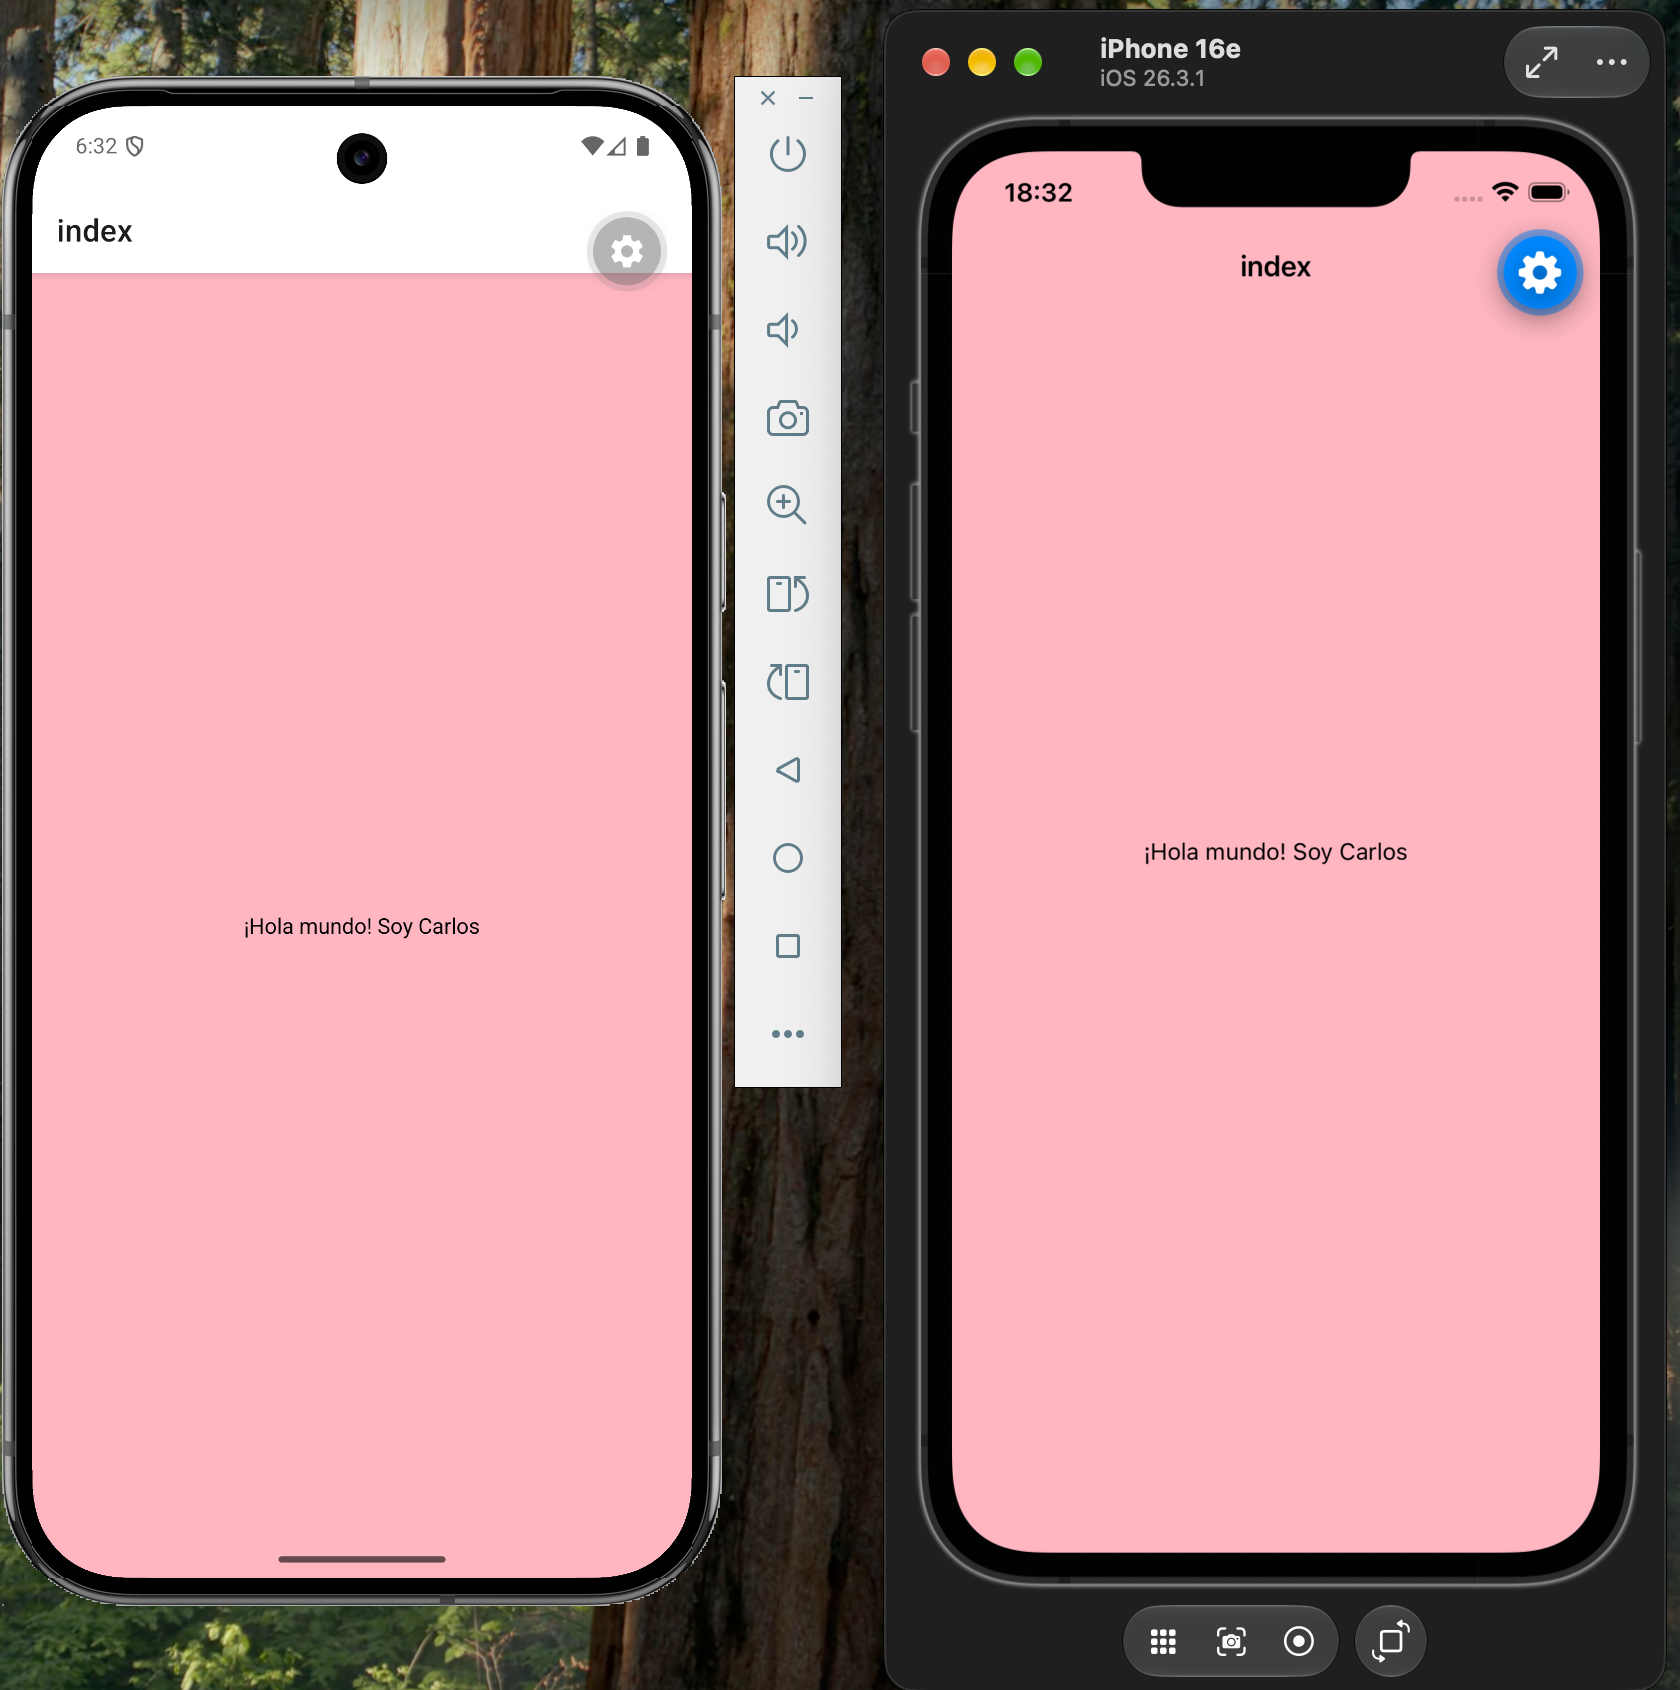 6:32
index
¡Hola mundo! Soy Carlos
iPhone 16e
iOS 26.3.1
18:32
index
¡Hola mundo! Soy Carlos